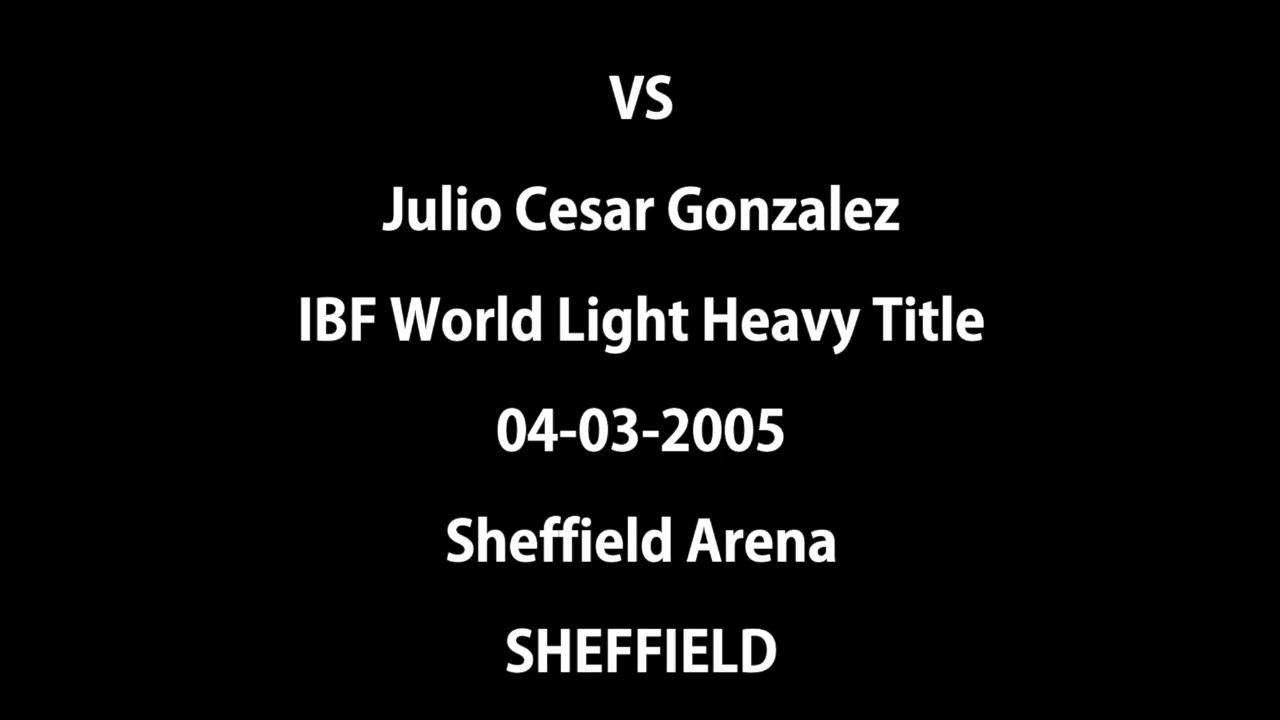 VS
Julio Cesar Gonzalez
IBF World Light Heavy Title
04-03-2005
Sheffield Arena
SHEFFIELD